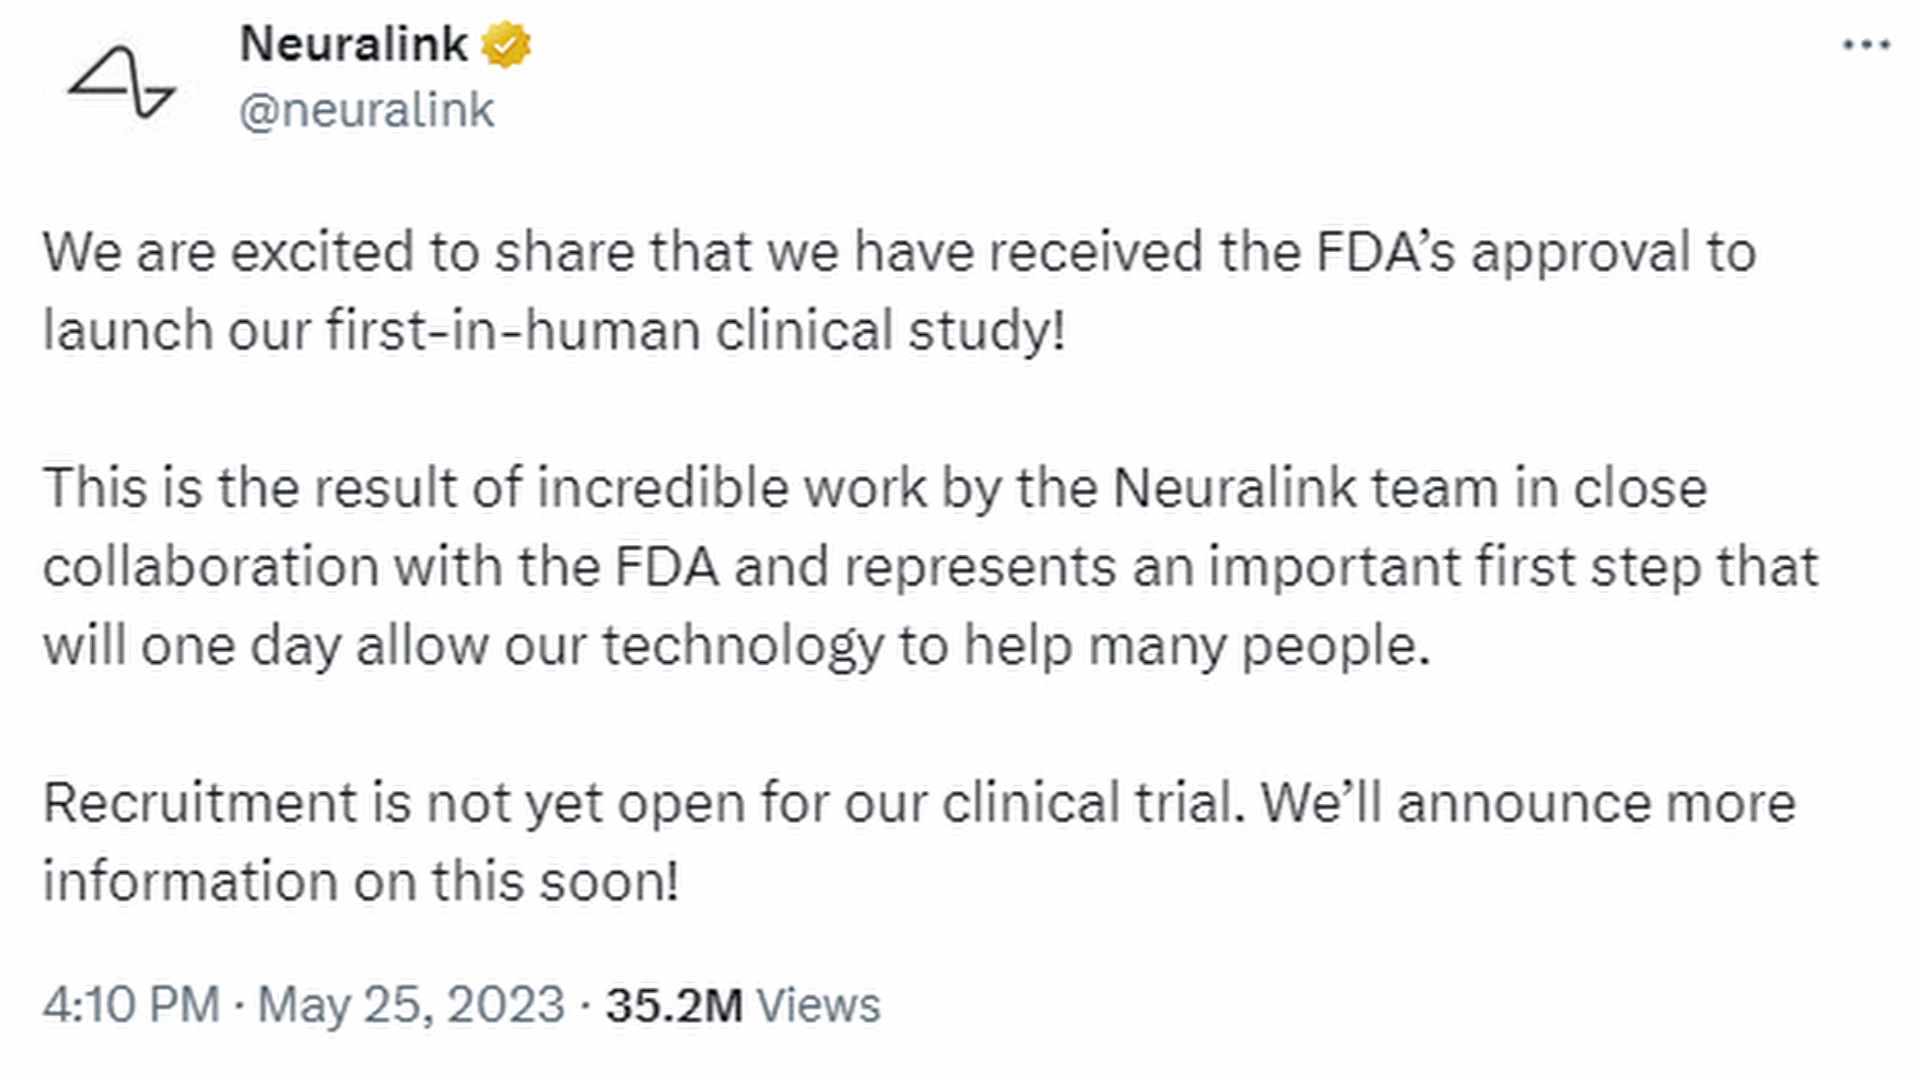 Neuralink
@neuralink
We are excited to share that we have received the FDA’s approval to
launch our first-in-human clinical study!
This is the result of incredible work by the Neuralink team in close
collaboration with the FDA and represents an important first step that
will one day allow our technology to help many people.
Recruitment is not yet open for our clinical trial. We’ll announce more
information on this soon!
4:10 PM · May 25, 2023 · 35.2M Views